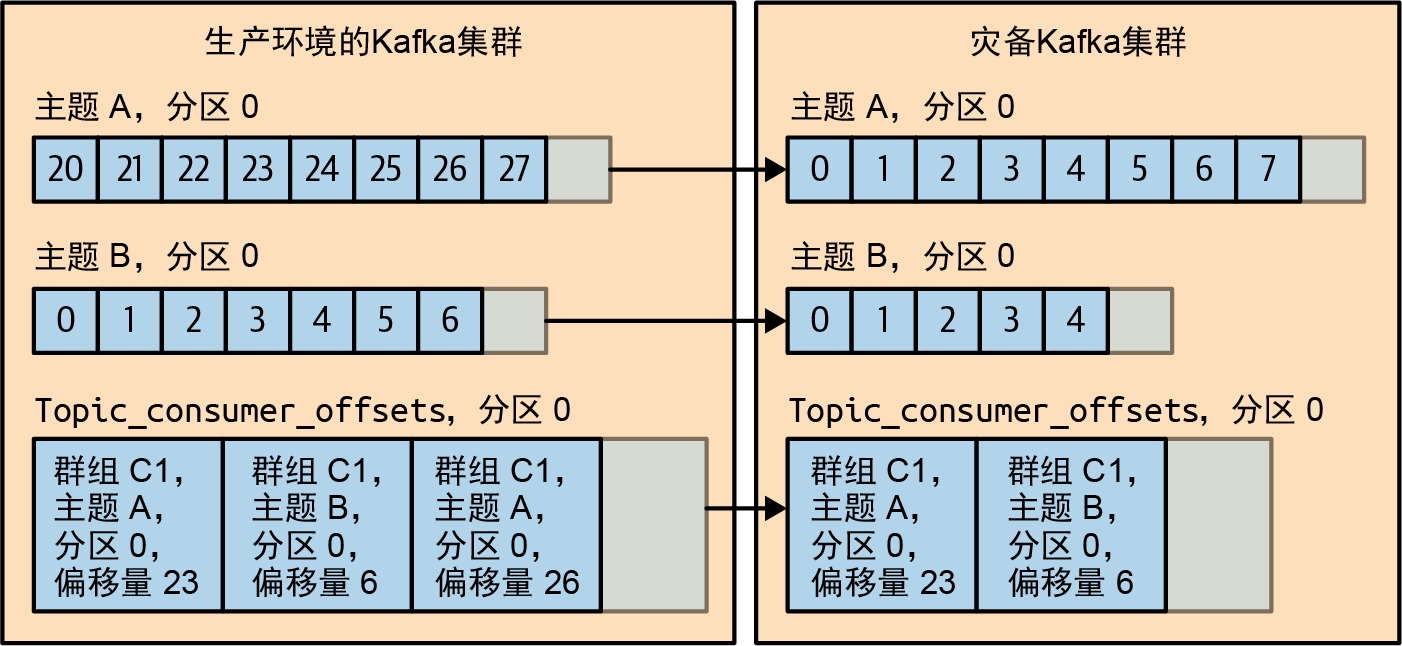 生产环境的Kafka集群
主题 A，分区 0
20 21 22 23 24 25 26 27
主题 B，分区 0
0 1 2 3 4 5 6
Topic_consumer_offsets，分区 0
群组 C1，
主题 A，
分区 0，
偏移量 23
群组 C1，
主题 B，
分区 0，
偏移量 6
群组 C1，
主题 A，
分区 0，
偏移量 26
灾备Kafka集群
主题 A，分区 0
0 1 2 3 4 5 6 7
主题 B，分区 0
0 1 2 3 4
Topic_consumer_offsets，分区 0
群组 C1，
主题 A，
分区 0，
偏移量 23
群组 C1，
主题 B，
分区 0，
偏移量 6